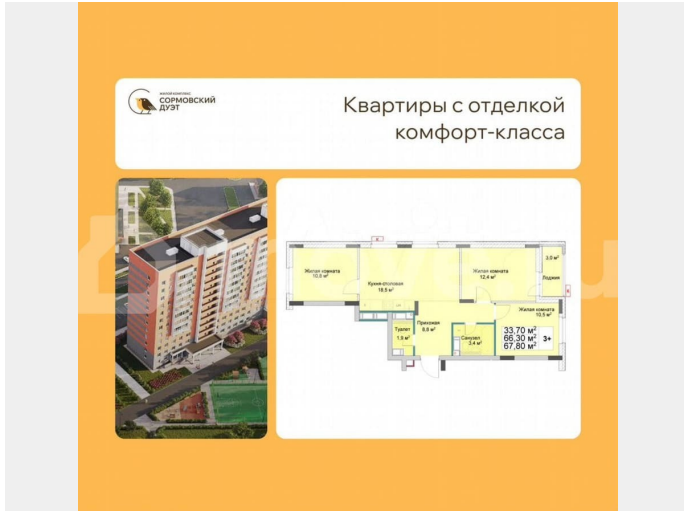 ЖИЛОЙ КОМПЛЕКС
СОРМОВСКИЙ
ДУЭТ
Квартиры с отделкой
комфорт-класса
Жилая комната
10,8 м²
Кухня-столовая
18,5 м²
Жилая комната
12,4 м²
3,0 м²
Лоджия
Жилая комната
10,5 м²
Туалет
1,9 м²
Прихожая
8,8 м²
Санузел
3,4 м²
33,70 м²
66,30 м²
67,80 м²
3+